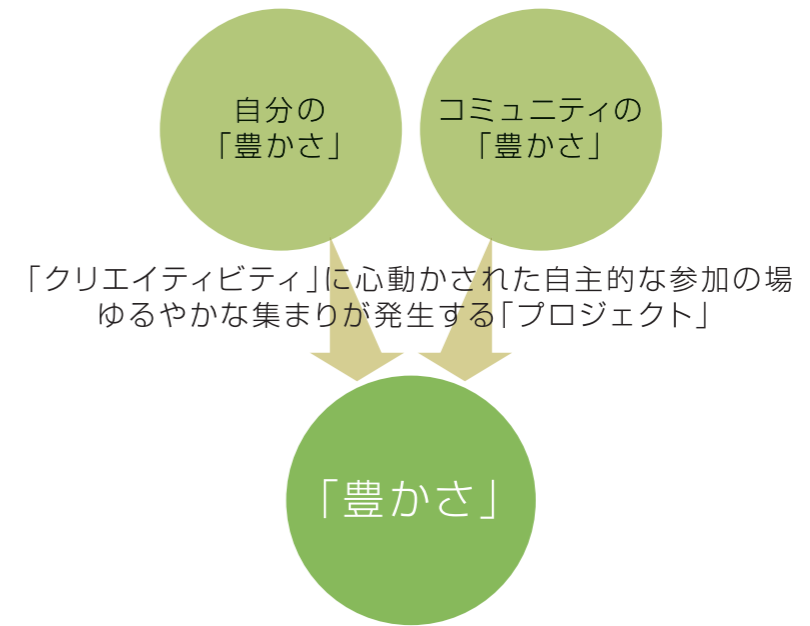 自分の
「豊かさ」
コミュニティの
「豊かさ」
「クリエイティビティ」に心動かされた自主的な参加の場
ゆるやかな集まりが発生する「プロジェクト」
「豊かさ」